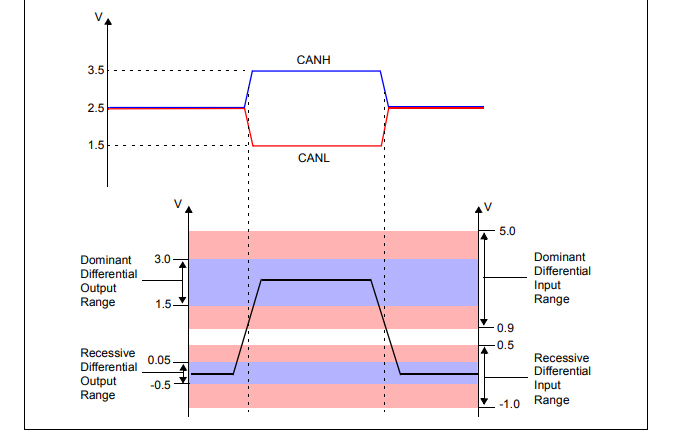 V
CANH
3.5
2.5
1.5
CANL
V
V
5.0
Dominant
Differential
Output
Range
3.0
1.5
Dominant
Differential
Input
Range
0.9
0.5
Recessive
Differential
Output
Range
0.05
-0.5
Recessive
Differential
Input
Range
-1.0